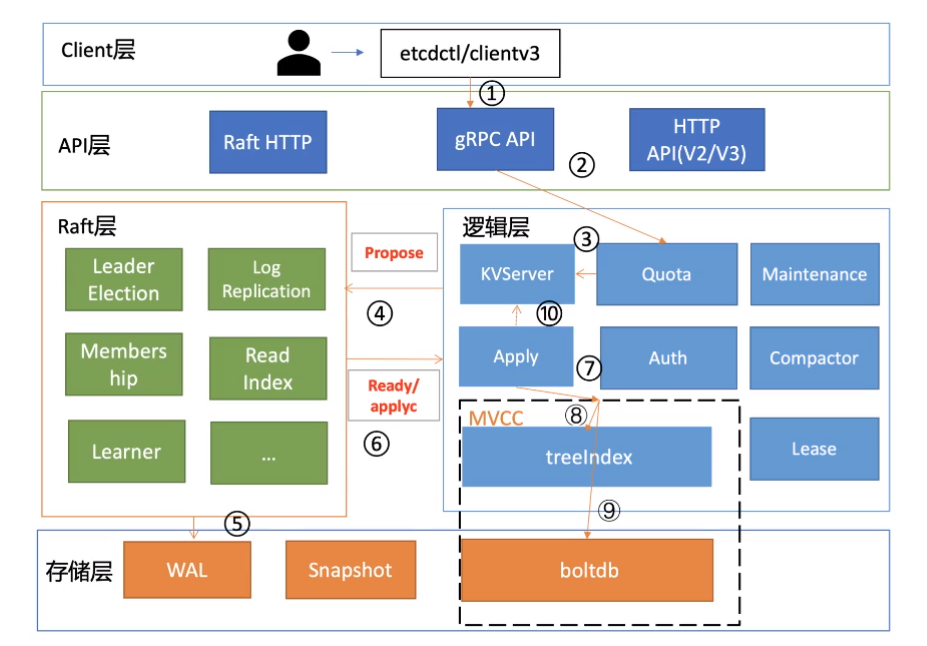 Client层
etcdctl/clientv3
①
API层
Raft HTTP
gRPC API
HTTP
API(V2/V3)
②
Raft层
Leader
Election
Log
Replication
Members
hip
Read
Index
Learner
...
Propose
④
Ready/
applyc
⑥
逻辑层
③
KVServer
Quota
Maintenance
⑩
Apply
⑦
Auth
Compactor
MVCC
⑧
treeIndex
Lease
⑨
⑤
存储层
WAL
Snapshot
boltdb